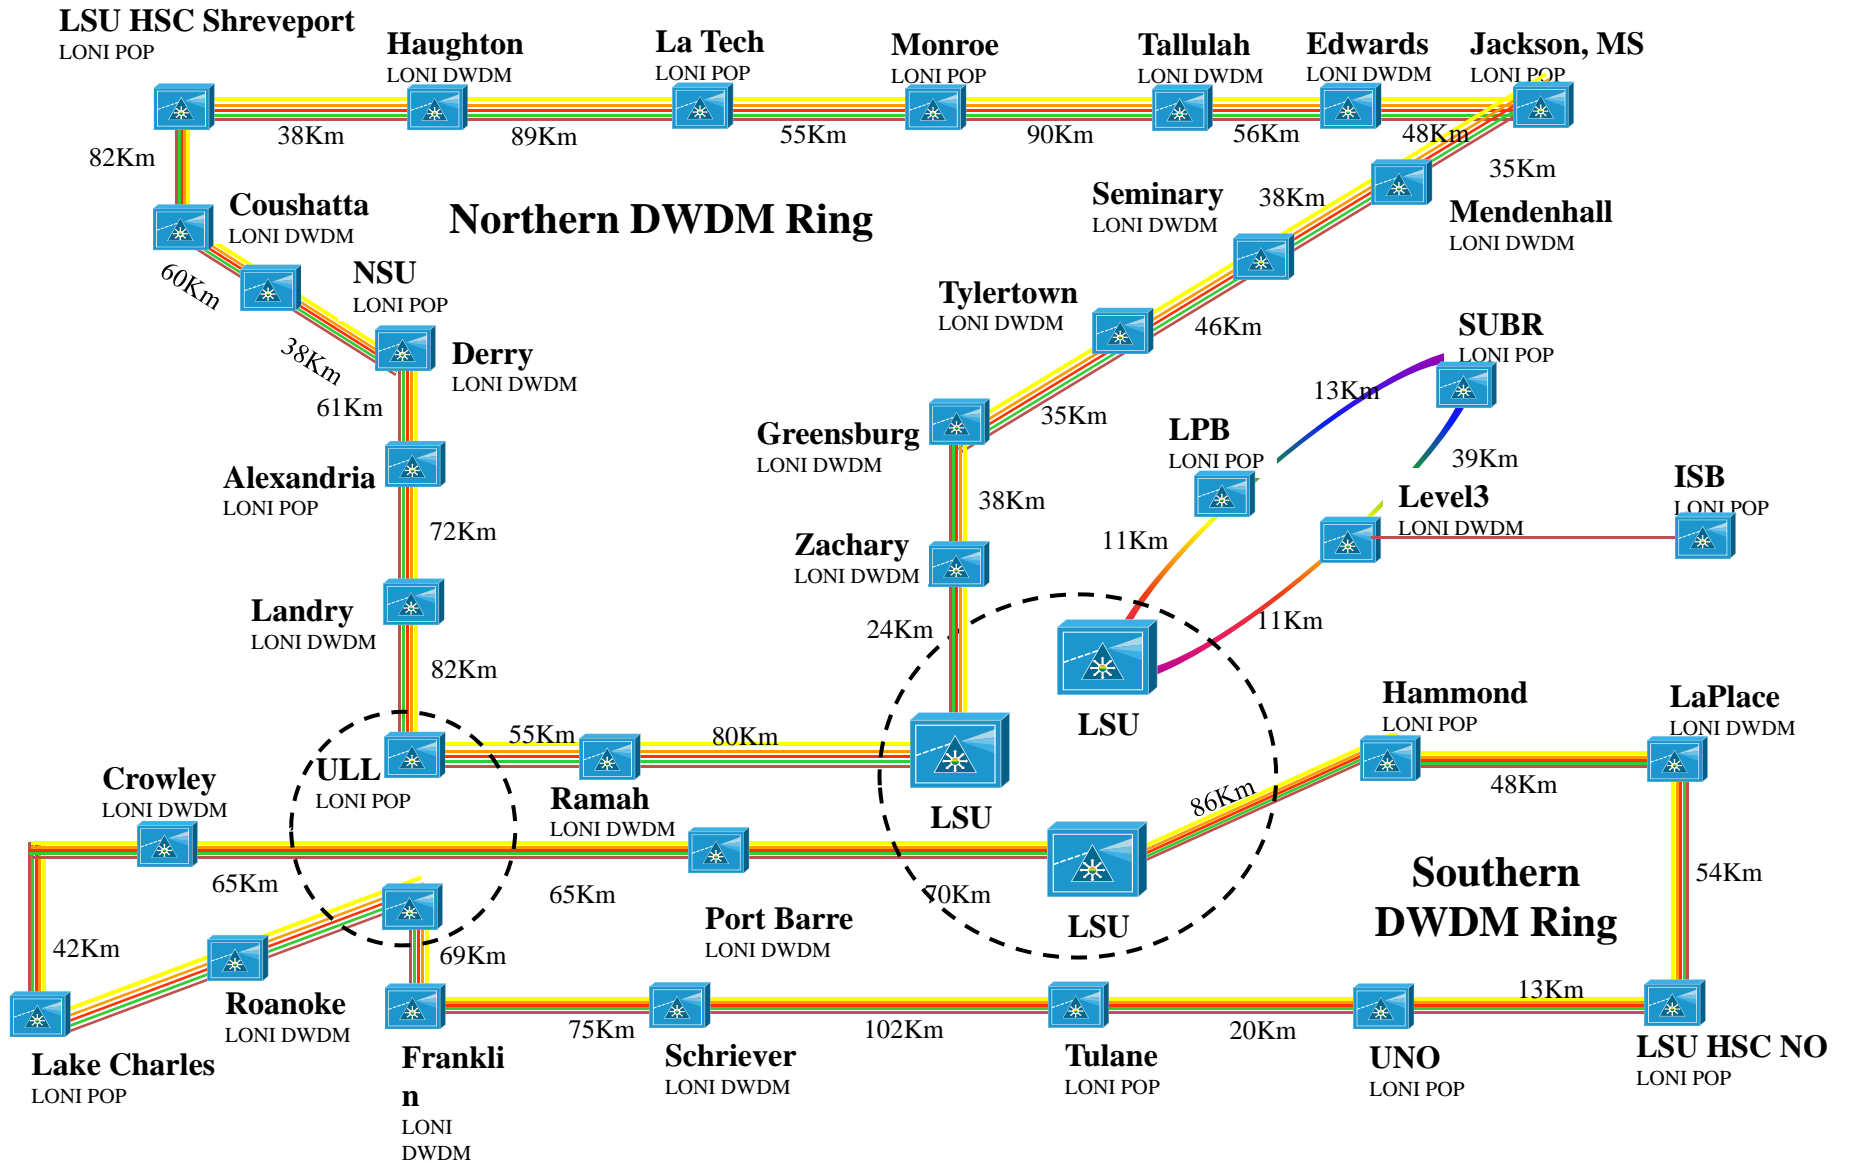 LSU HSC Shreveport
LONI POP
Haughton
LONI DWDM
La Tech
LONI POP
Monroe
LONI POP
Tallulah
LONI DWDM
Edwards
LONI DWDM
Jackson, MS
LONI POP
38Km
89Km
55Km
90Km
56Km
48Km
82Km
35Km
Coushatta
LONI DWDM
Northern DWDM Ring
Seminary
LONI DWDM
38Km
Mendenhall
LONI DWDM
60Km
NSU
LONI POP
Tylertown
LONI DWDM
46Km
SUBR
LONI POP
38Km
Derry
LONI DWDM
61Km
35Km
13Km
Greensburg
LONI DWDM
LPB
LONI POP
39Km
Alexandria
LONI POP
38Km
Level3
LONI DWDM
ISB
LONI POP
72Km
Zachary
LONI DWDM
11Km
Landry
LONI DWDM
24Km
11Km
82Km
LSU
Hammond
LONI POP
LaPlace
LONI DWDM
55Km
80Km
ULL
LONI POP
Crowley
LONI DWDM
Ramah
LONI DWDM
LSU
86Km
48Km
65Km
65Km
70Km
LSU
Southern
DWDM Ring
54Km
Port Barre
LONI DWDM
42Km
69Km
Roanoke
LONI DWDM
75Km
102Km
20Km
13Km
Lake Charles
LONI POP
Frankli
n
LONI
DWDM
Schriever
LONI DWDM
Tulane
LONI POP
UNO
LONI POP
LSU HSC NO
LONI POP